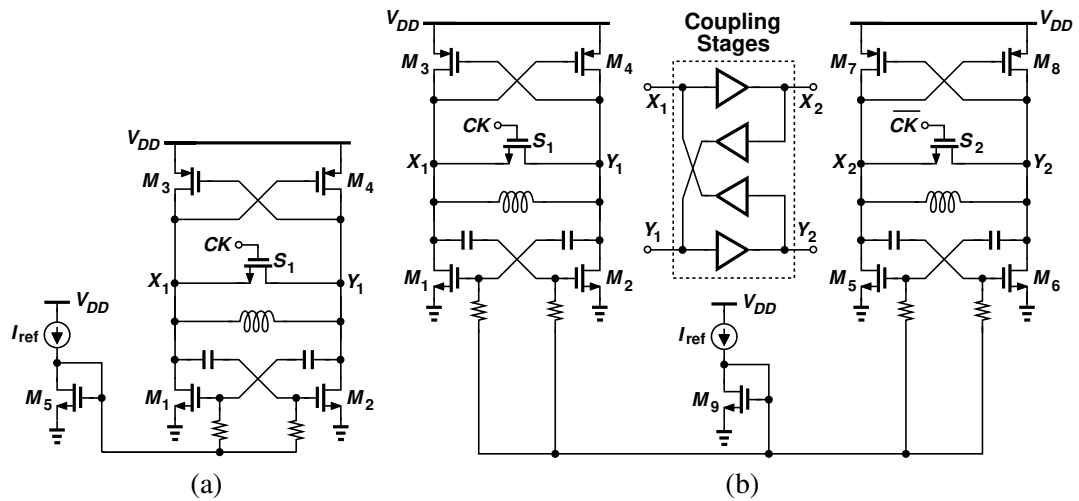 V_DD
M_3
M_4
CK
S_1
X_1
Y_1
V_DD
I_ref
M_5
M_1
M_2
(a)
V_DD
M_3
M_4
CK
S_1
X_1
Y_1
M_1
M_2
Coupling
Stages
X_1
X_2
Y_1
Y_2
V_DD
I_ref
M_9
V_DD
M_7
M_8
\overline{CK}
S_2
X_2
Y_2
M_5
M_6
(b)